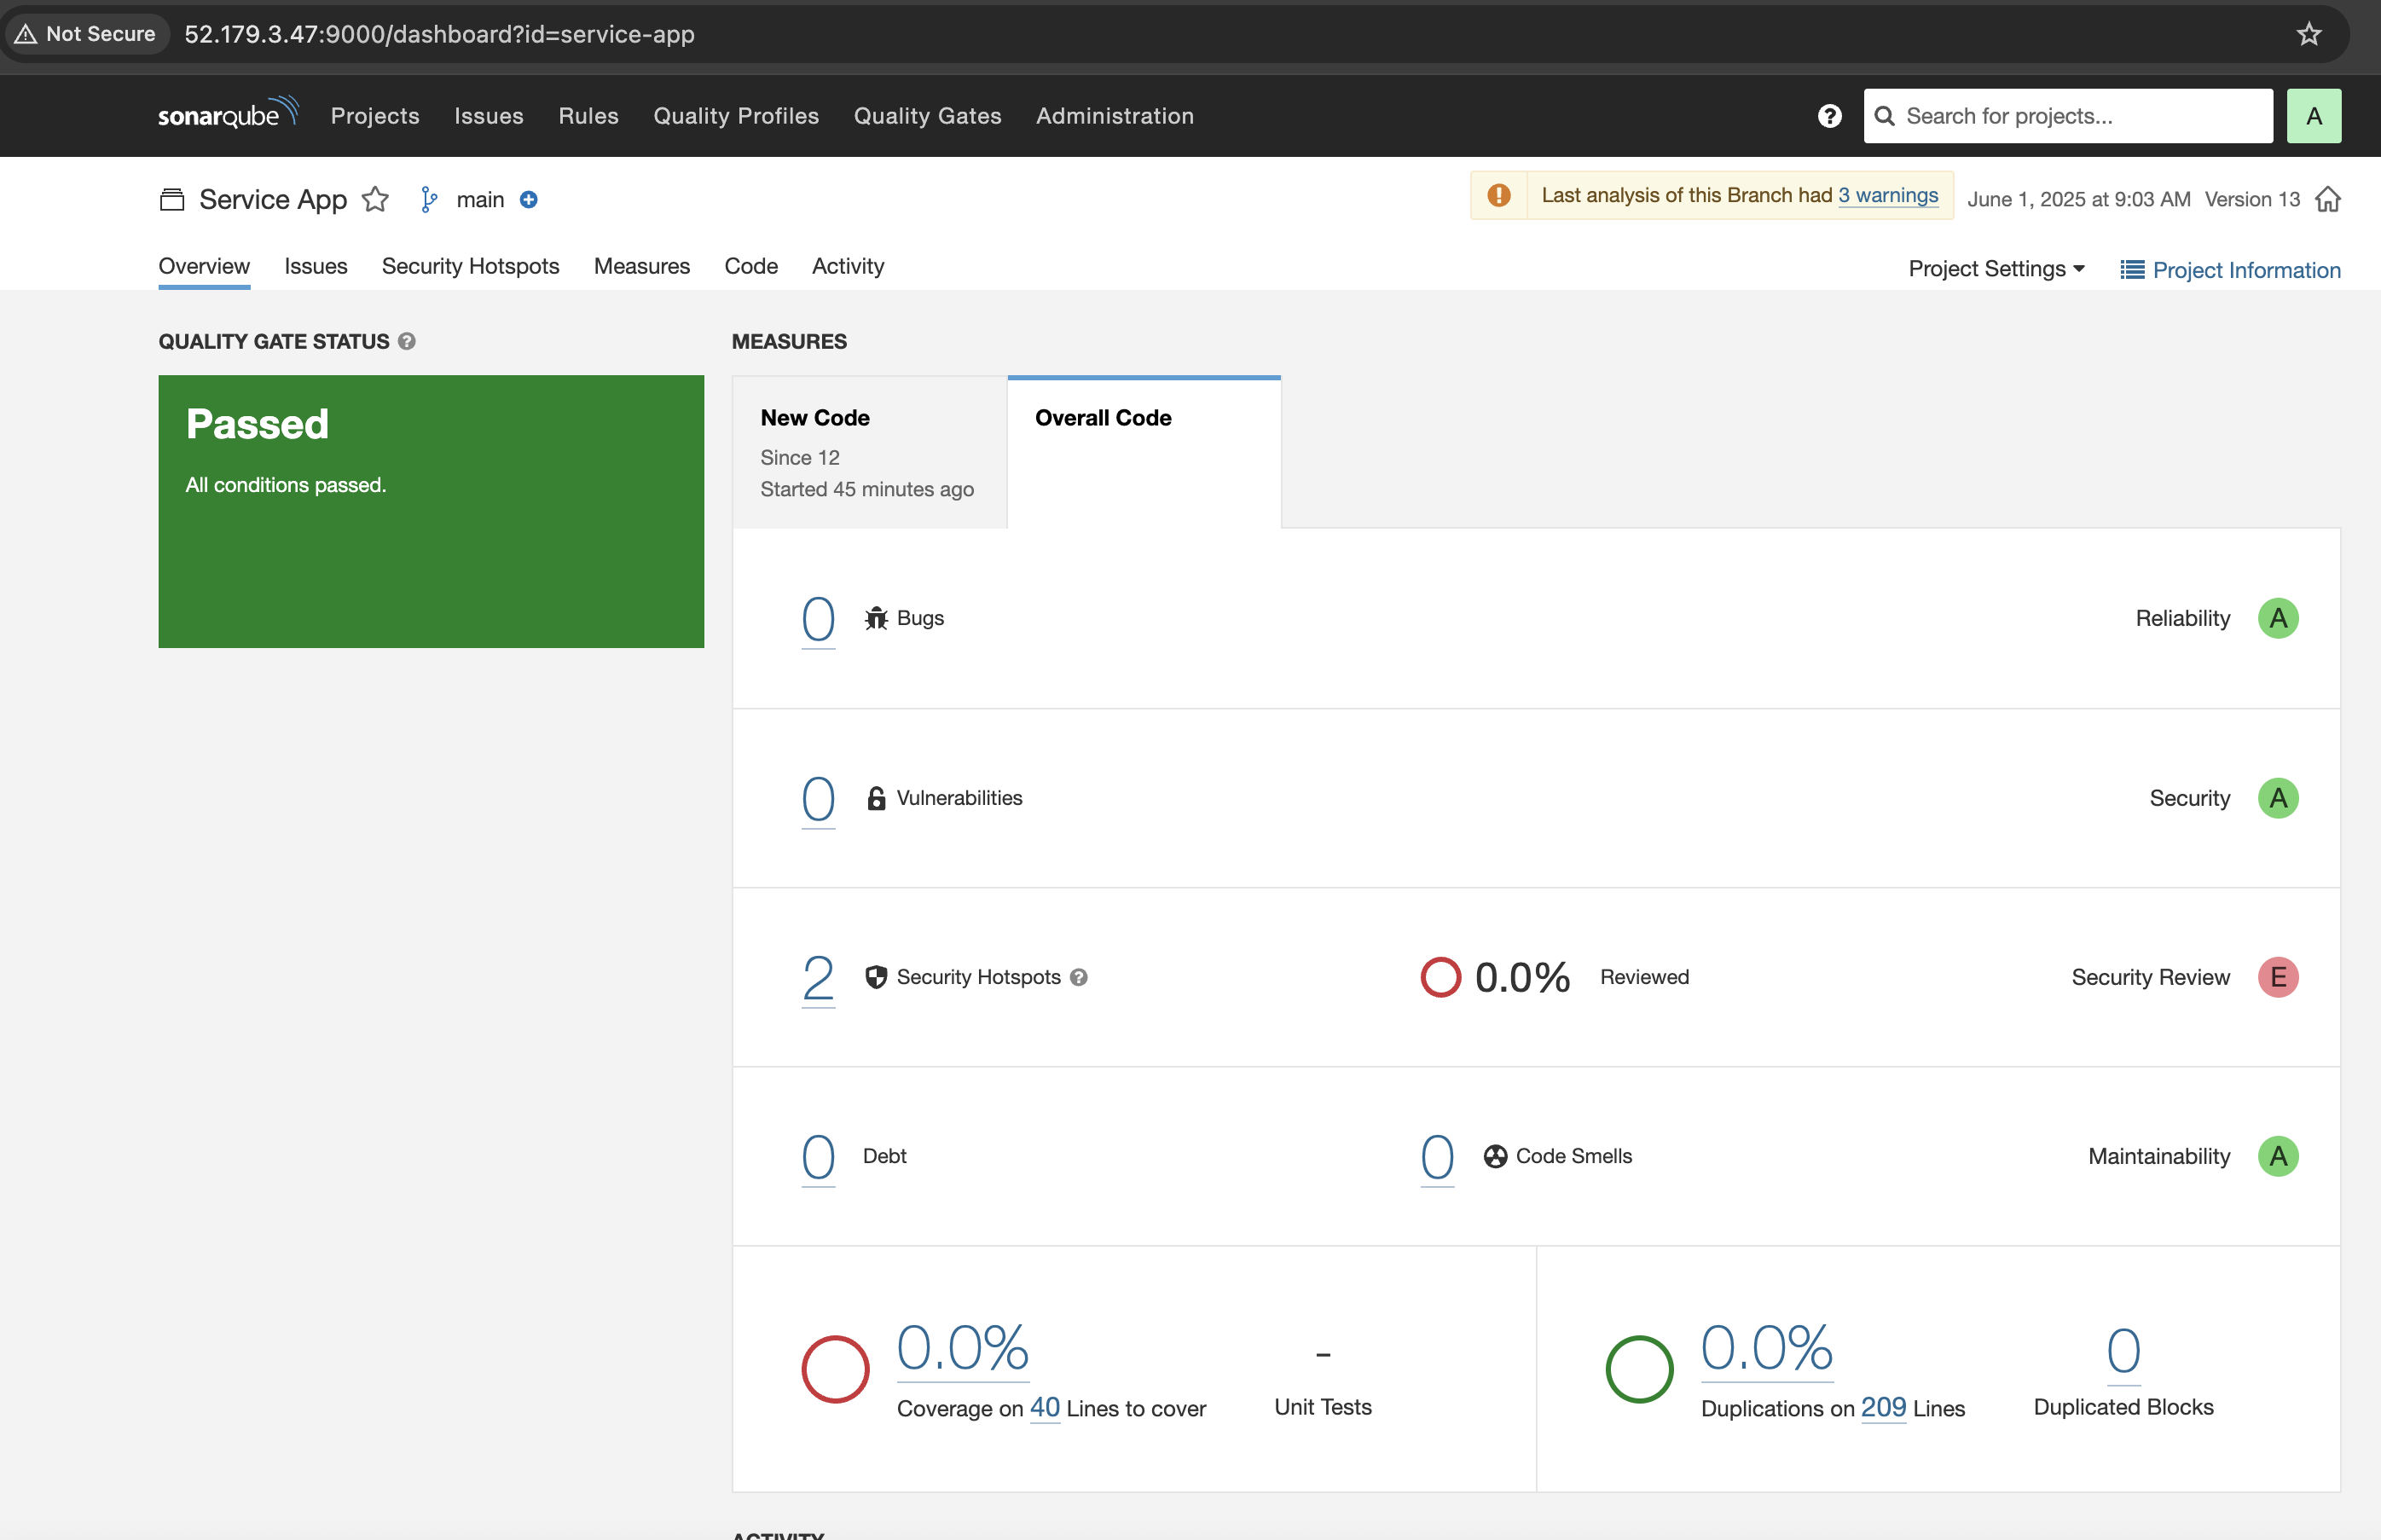 Not Secure 52.179.3.47:9000/dashboard?id=service-app
sonarqube Projects Issues Rules Quality Profiles Quality Gates Administration ? Search for projects... A
Service App main Last analysis of this Branch had 3 warnings June 1, 2025 at 9:03 AM Version 13
Overview Issues Security Hotspots Measures Code Activity Project Settings Project Information
QUALITY GATE STATUS ?
Passed
All conditions passed.
MEASURES
New Code
Since 12
Started 45 minutes ago
Overall Code
0 Bugs Reliability A
0 Vulnerabilities Security A
2 Security Hotspots ? 0.0% Reviewed Security Review E
0 Debt 0 Code Smells Maintainability A
0.0%
Coverage on 40 Lines to cover
–
Unit Tests
0.0%
Duplications on 209 Lines
0
Duplicated Blocks
ACTIVITY